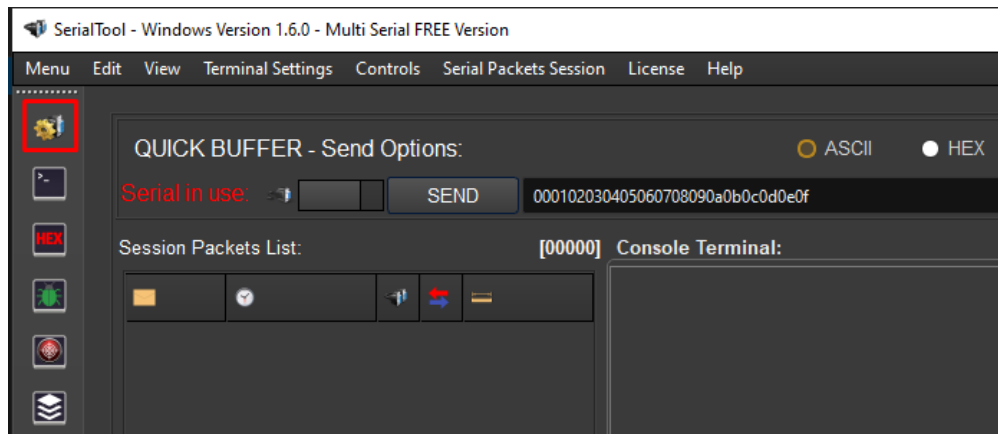 SerialTool - Windows Version 1.6.0 - Multi Serial FREE Version
Menu Edit View Terminal Settings Controls Serial Packets Session License Help
QUICK BUFFER - Send Options: ASCII HEX
>_
Serial in use: SEND 000102030405060708090a0b0c0d0e0f
HEX
Session Packets List: [00000] Console Terminal: